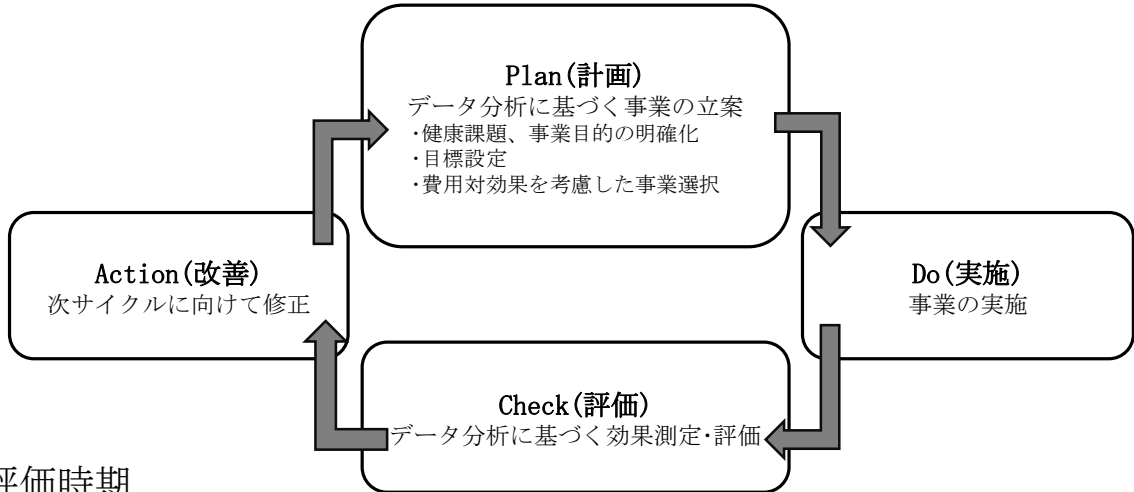 Plan(計画)
データ分析に基づく事業の立案
・健康課題、事業目的の明確化
・目標設定
・費用対効果を考慮した事業選択
Action(改善)
次サイクルに向けて修正
Do(実施)
事業の実施
Check(評価)
データ分析に基づく効果測定・評価
評価時期